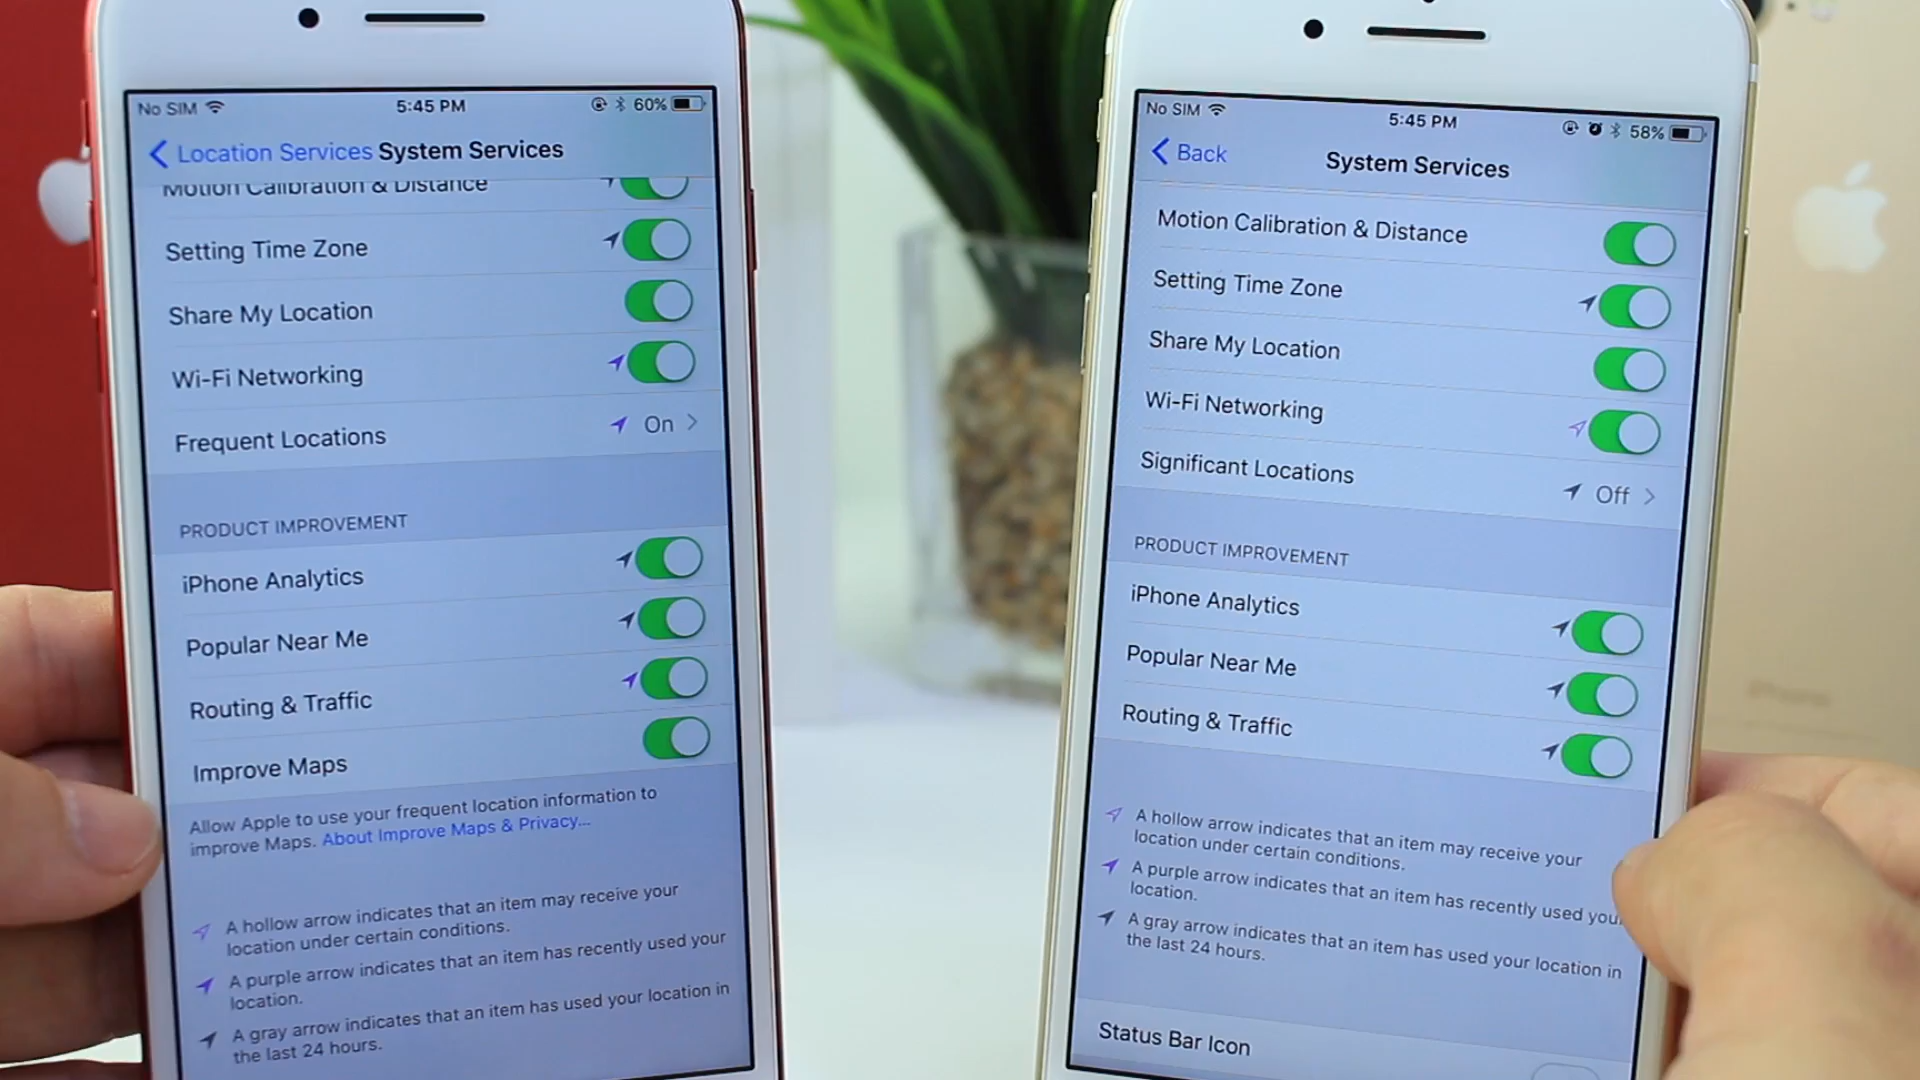 No SIM 5:45 PM 60%
Location Services System Services
Motion Calibration & Distance
Setting Time Zone
Share My Location
Wi-Fi Networking
Frequent Locations On
PRODUCT IMPROVEMENT
iPhone Analytics
Popular Near Me
Routing & Traffic
Improve Maps
Allow Apple to use your frequent location information to
improve Maps. About Improve Maps & Privacy...
A hollow arrow indicates that an item may receive your
location under certain conditions.
A purple arrow indicates that an item has recently used your
location.
A gray arrow indicates that an item has used your location in
the last 24 hours.
No SIM 5:45 PM 58%
Back System Services
Motion Calibration & Distance
Setting Time Zone
Share My Location
Wi-Fi Networking
Significant Locations Off
PRODUCT IMPROVEMENT
iPhone Analytics
Popular Near Me
Routing & Traffic
A hollow arrow indicates that an item may receive your
location under certain conditions.
A purple arrow indicates that an item has recently used you
location.
A gray arrow indicates that an item has used your location in
the last 24 hours.
Status Bar Icon